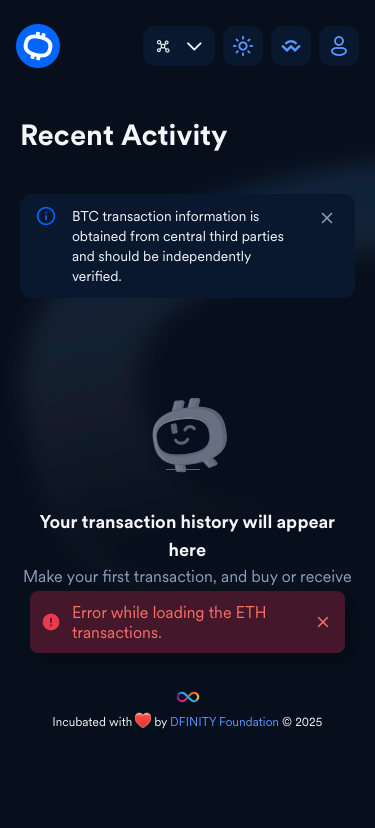 Recent Activity
BTC transaction information is
obtained from central third parties
and should be independently
verified.
Your transaction history will appear
here
Make your first transaction, and buy or receive
Error while loading the ETH
transactions.
Incubated with ❤️ by DFINITY Foundation © 2025